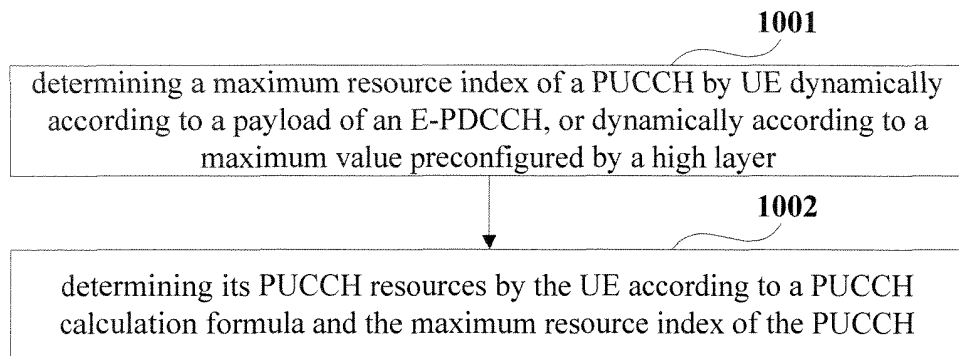 1001
determining a maximum resource index of a PUCCH by UE dynamically
according to a payload of an E-PDCCH, or dynamically according to a
maximum value preconfigured by a high layer
1002
determining its PUCCH resources by the UE according to a PUCCH
calculation formula and the maximum resource index of the PUCCH